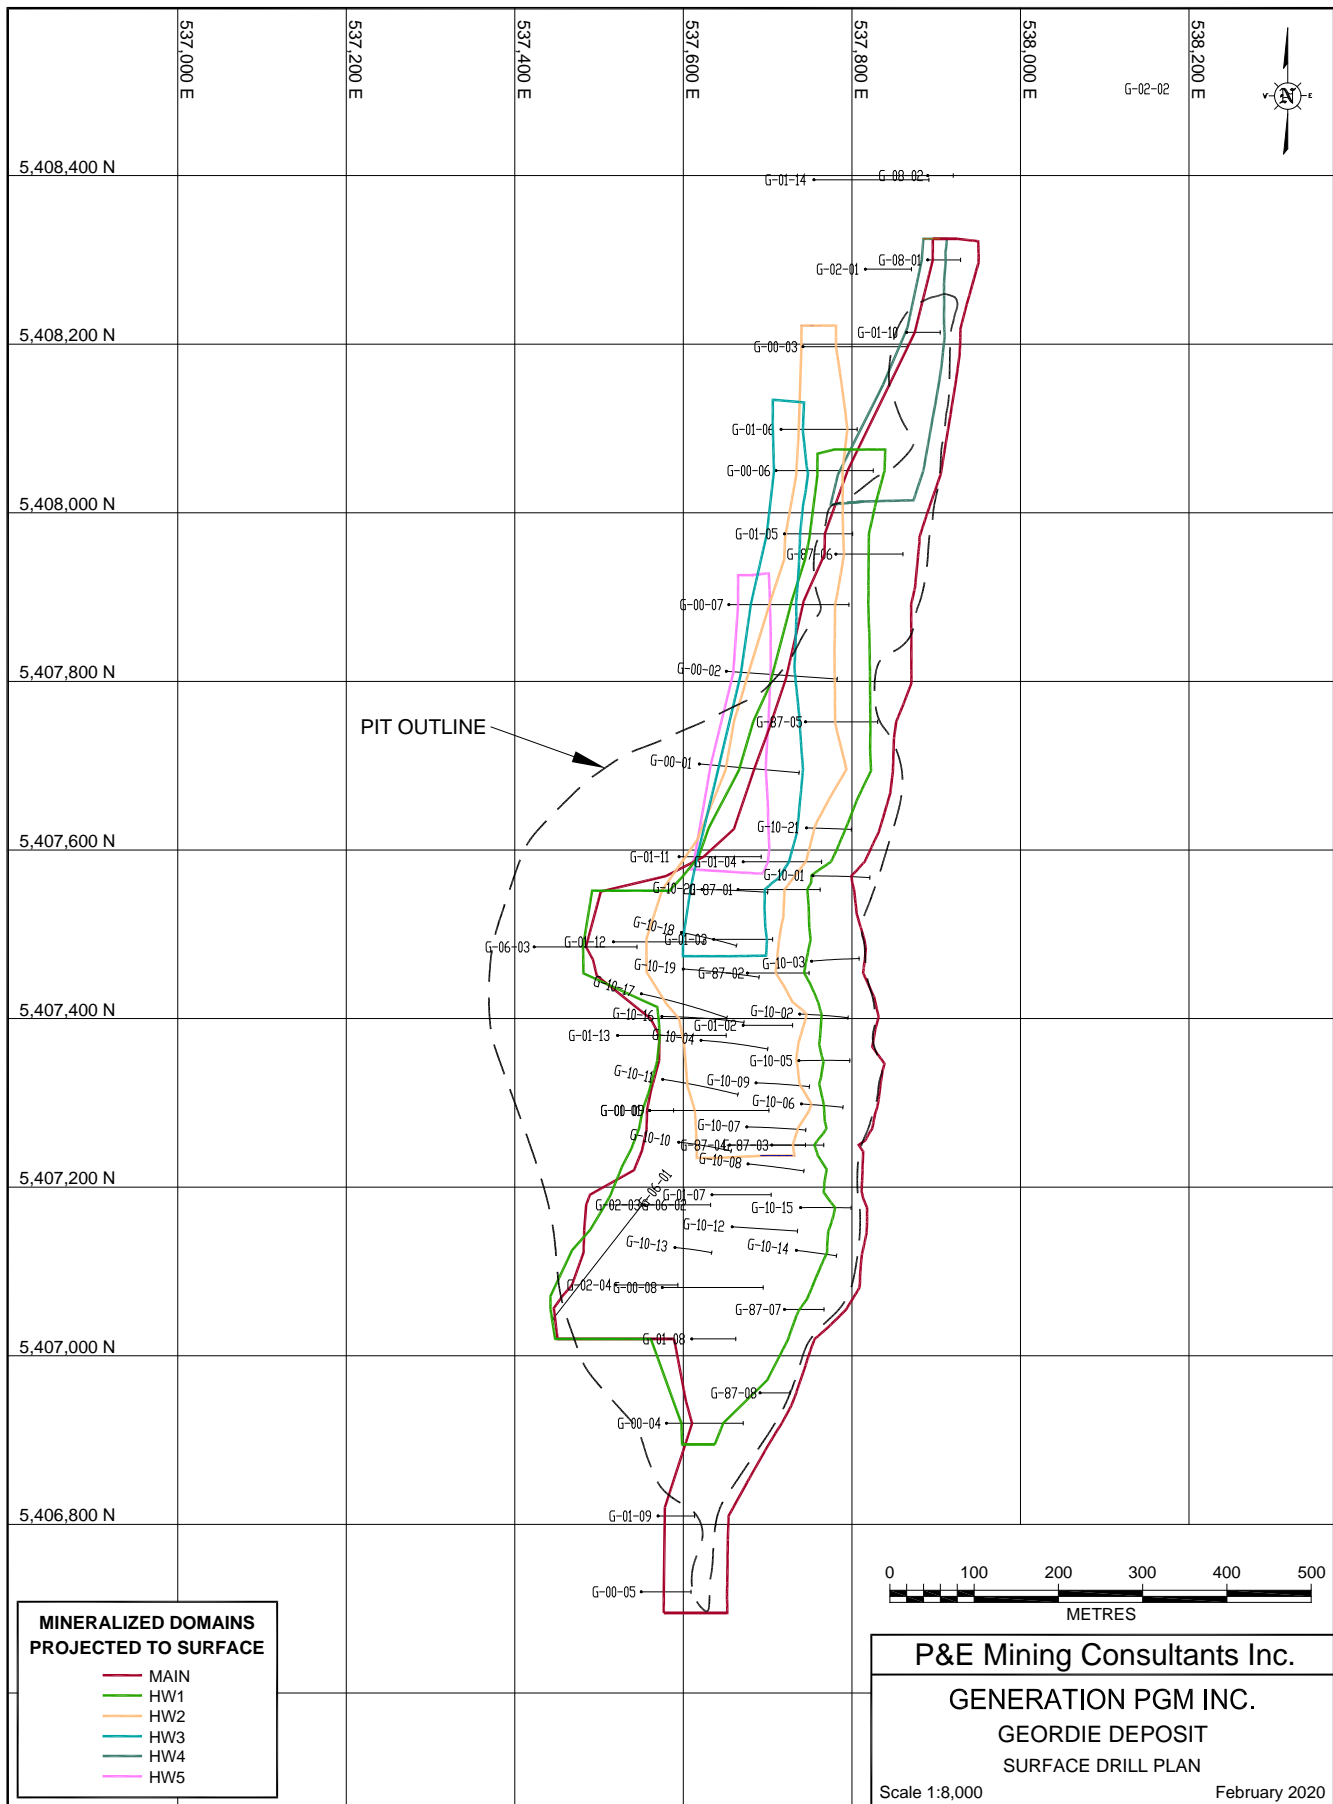 537,000 E
537,200 E
537,400 E
537,600 E
537,800 E
538,000 E
538,200 E
G-02-02
N
E
5,408,400 N
G-01-14
G-08-02
G-08-01
G-02-01
5,408,200 N
G-01-10
G-00-03
G-01-06
G-00-06
5,408,000 N
G-01-05
G-87-06
G-00-07
5,407,800 N
G-00-02
PIT OUTLINE
G-87-05
G-00-01
G-10-21
5,407,600 N
G-01-11
G-01-04
G-10-01
G-10-20
G-87-01
G-10-18
G-01-12
G-01-03
G-06-03
G-10-03
G-10-19
G-87-02
G-10-17
5,407,400 N
G-10-16
G-10-02
G-01-02
G-01-13
G-10-04
G-10-05
G-10-11
G-10-09
G-10-06
G-10-07
G-10-10
G-87-04
G-87-03
G-10-08
5,407,200 N
G-06-01
G-01-07
G-02-03
G-06-02
G-10-15
G-10-12
G-10-13
G-10-14
G-02-04
G-00-08
G-87-07
5,407,000 N
G-01-08
G-87-08
G-00-04
5,406,800 N
G-01-09
G-00-05
0 100 200 300 400 500
METRES
MINERALIZED DOMAINS
PROJECTED TO SURFACE
MAIN
HW1
HW2
HW3
HW4
HW5
P&E Mining Consultants Inc.
GENERATION PGM INC.
GEORDIE DEPOSIT
SURFACE DRILL PLAN
Scale 1:8,000
February 2020